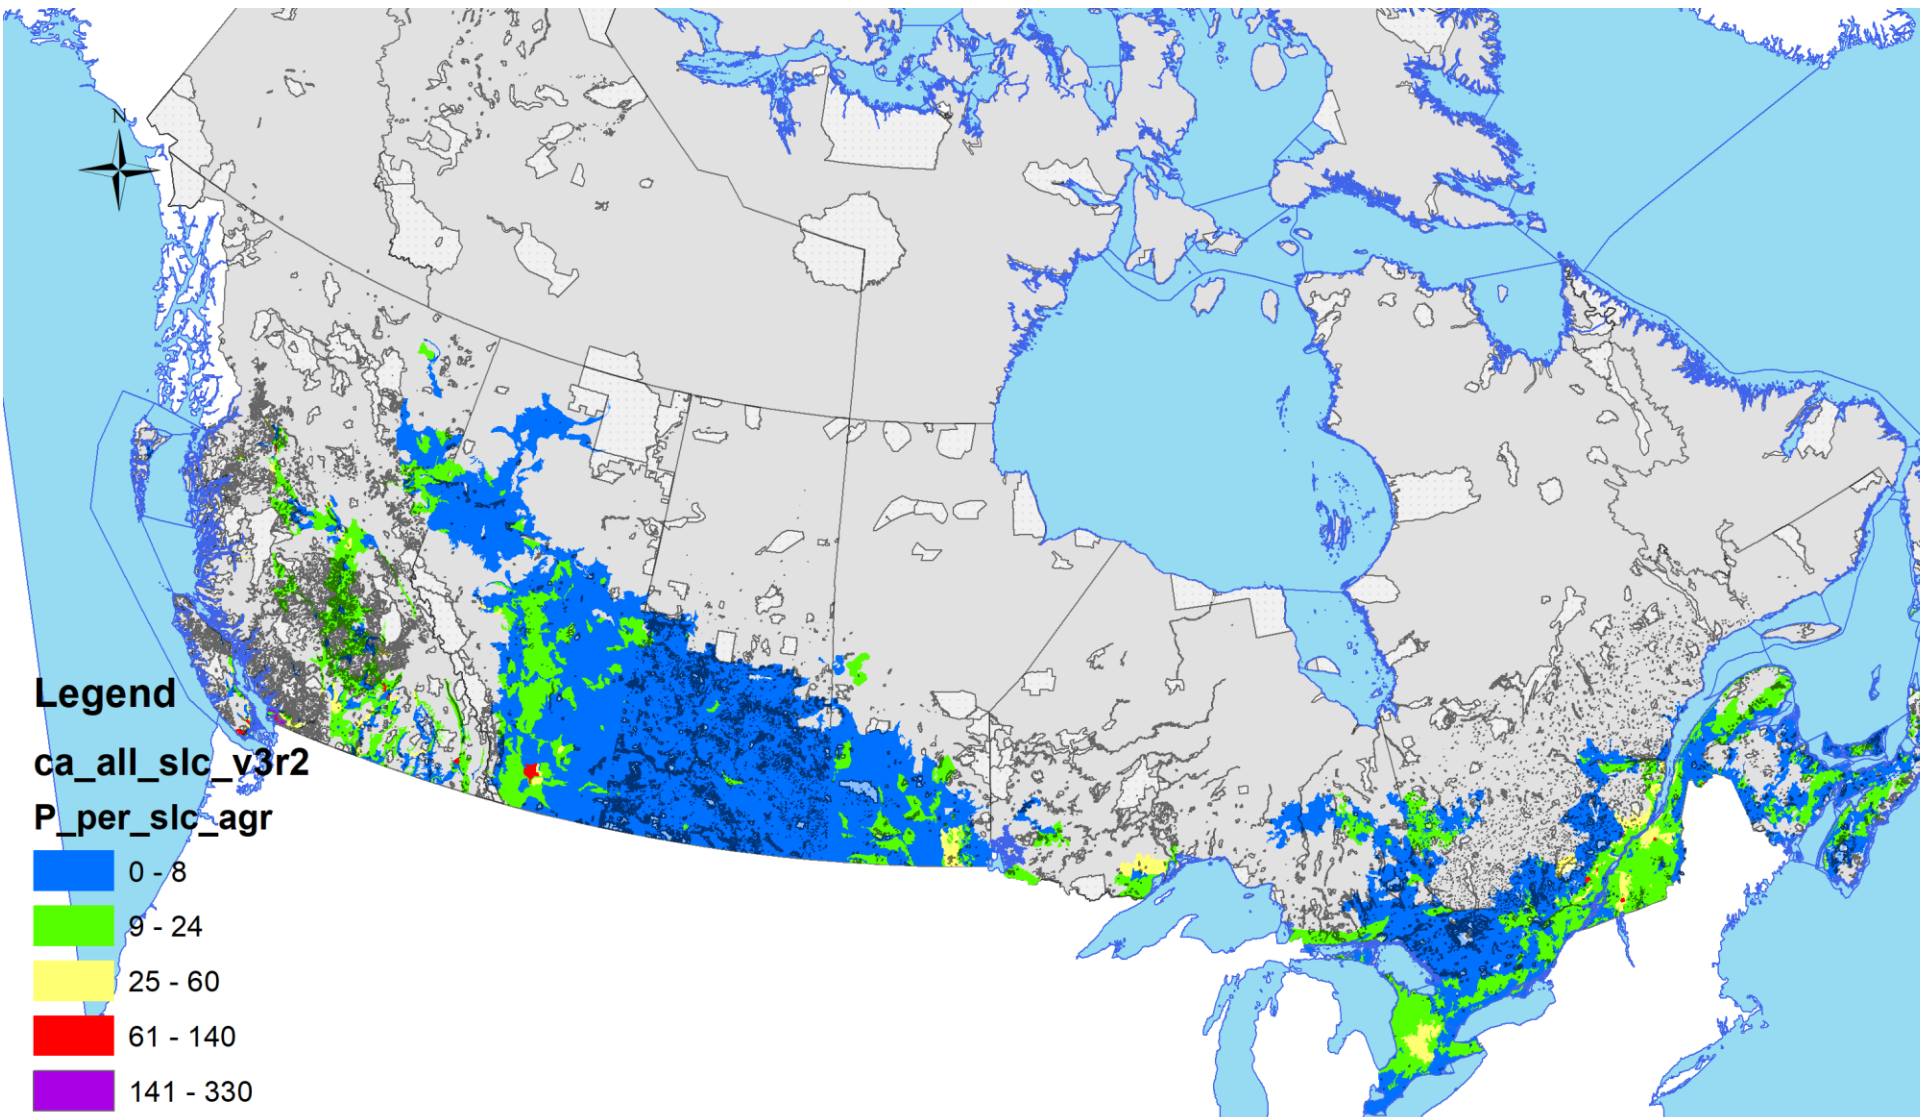 N
Legend
ca_all_slc_v3r2
P_per_slc_agr
0 - 8
9 - 24
25 - 60
61 - 140
141 - 330